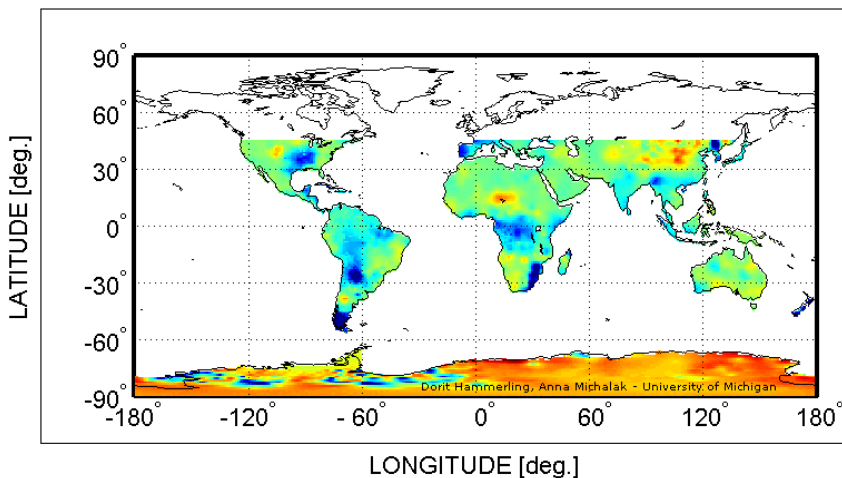 90°
60°
30°
0°
-30°
-60°
-90°
LATITUDE [deg.]
Dorit Hammerling, Anna Michalak - University of Michigan
-180° -120° - 60° 0° 60° 120° 180°
LONGITUDE [deg.]